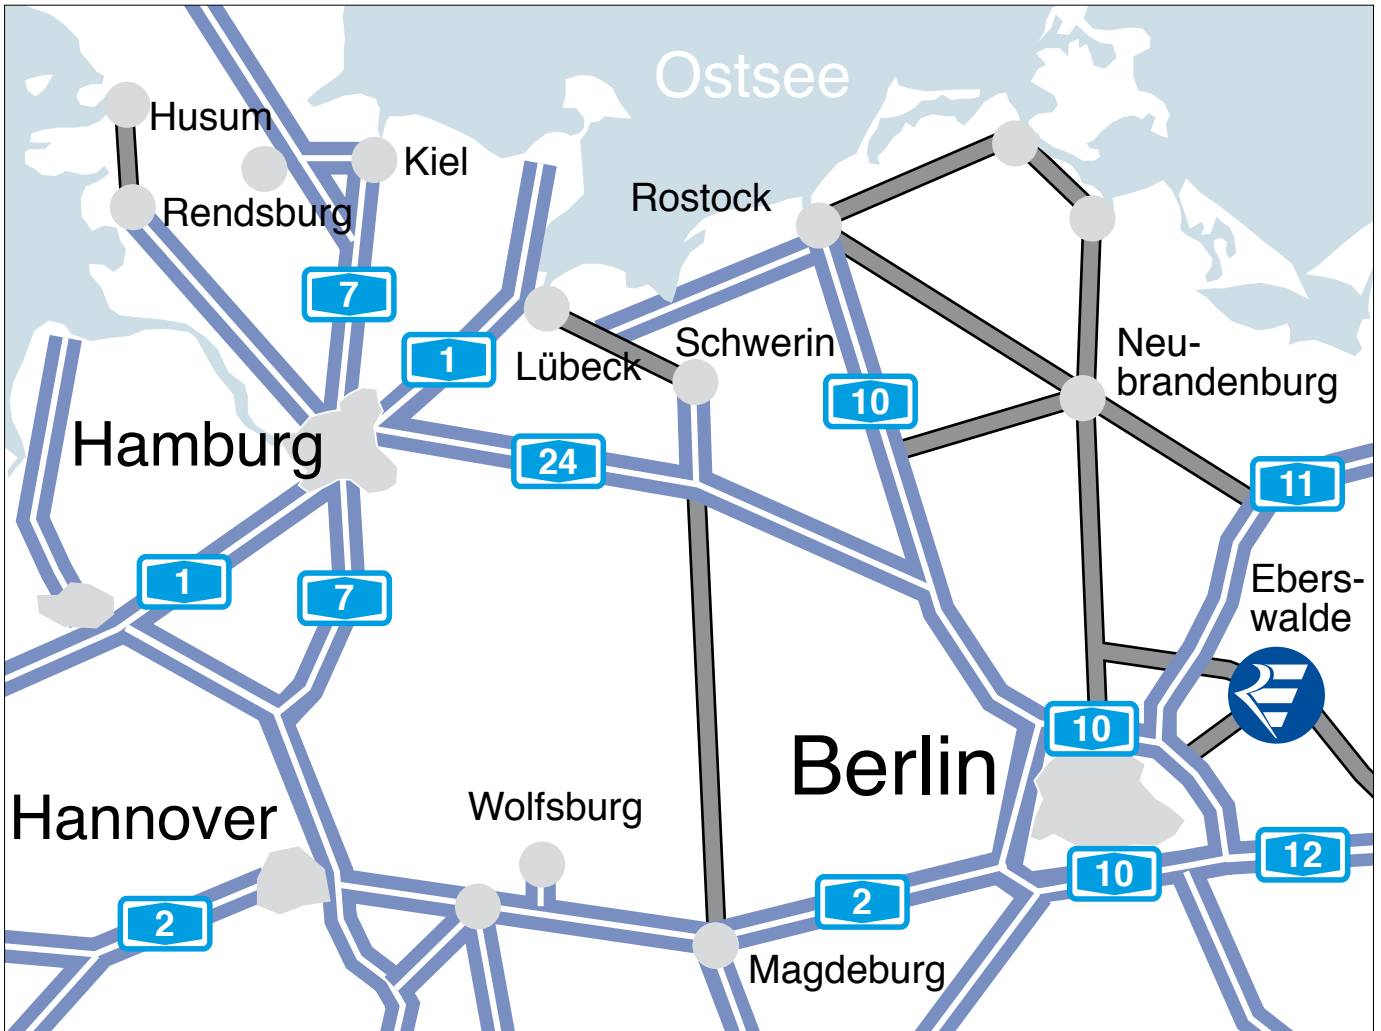 Ostsee
Husum
Kiel
Rostock
Rendsburg
7
1
Schwerin
Neu-
brandenburg
Lübeck
10
Hamburg
24
11
1
7
Ebers-
walde
10
Berlin
Hannover
Wolfsburg
12
10
2
2
Magdeburg